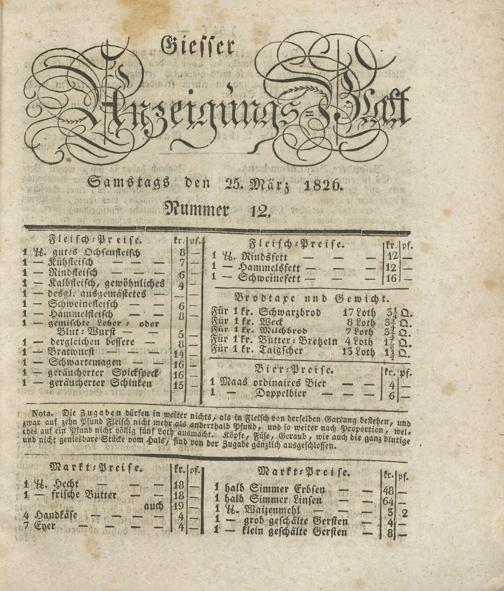 Giesser
Anzeigungs-Blatt
Samstags den 25. März 1826.
Nummer 12.
Fleisch-Preise. kr. pf.
1 ℔. gutes Ochsenfleisch 8 —
1 — Kuhfleisch — — 7
1 — Rindfleisch — — 6
1 — Kalbfleisch, gewöhnliches 4
1 — desgl. ausgemästetes — —
1 — Schweinefleisch — 6
1 — Hammelfleisch — — 8
1 — gemischte Leber- oder
Blut-Wurst — — 5
1 — dergleichen bessere — 8
1 — Bratwurst — — 14
1 — Schwartemagen — — 16
1 — geräucherter Spickspeck 16
1 — geräucherter Schinken 15
Fleisch-Preise. kr. pf.
1 ℔. Rindsfett — — 12 —
1 — Hammelsfett — — 12 —
1 — Schweinefett — — 16
Brodtaxe und Gewicht.
Für 1 kr. Schwarzbrod 17 Loth
Für 1 kr. Weck 8 Loth
Für 1 kr. Milchbrod 7 Loth
Für 1 kr. Butter-Bretzeln 4 Loth
Für 1 kr. Taigscher 13 Loth
Bier-Preise. kr. pf.
1 Maas ordinaires Bier — — 4 —
1 — Doppelbier — — 6 —
Nota. Die Zugaben dürfen in weiter nichts, als in Fleisch von derselben Gattung bestehen, und
zwar auf zehn Pfund Fleisch nicht mehr als anderthalb Pfund, und so weiter nach Proportion, wel-
ches auf ein Pfund nicht völlig fünf Loth ausmacht. Köpfe, Füse, Geraud, wie auch die ganz blutige
und nicht geniesbare Stücke vom Hals, sind von der Zugabe gänzlich ausgeschlossen.
Markt-Preise. kr. pf.
1 ℔. Hecht — — 18 —
1 — frische Butter — — 18 —
auch 19
4 Handkäse — — — 4 —
7 Eyer — — — 4 —
Markt-Preise. kr. pf.
1 halb Simmer Erbsen — — 48 —
1 halb Simmer Linsen — — 64 —
1 ℔. Waitzenmehl — — 3 2
1 — grob geschälte Gersten — 4
1 — klein geschälte Gersten — 8 —